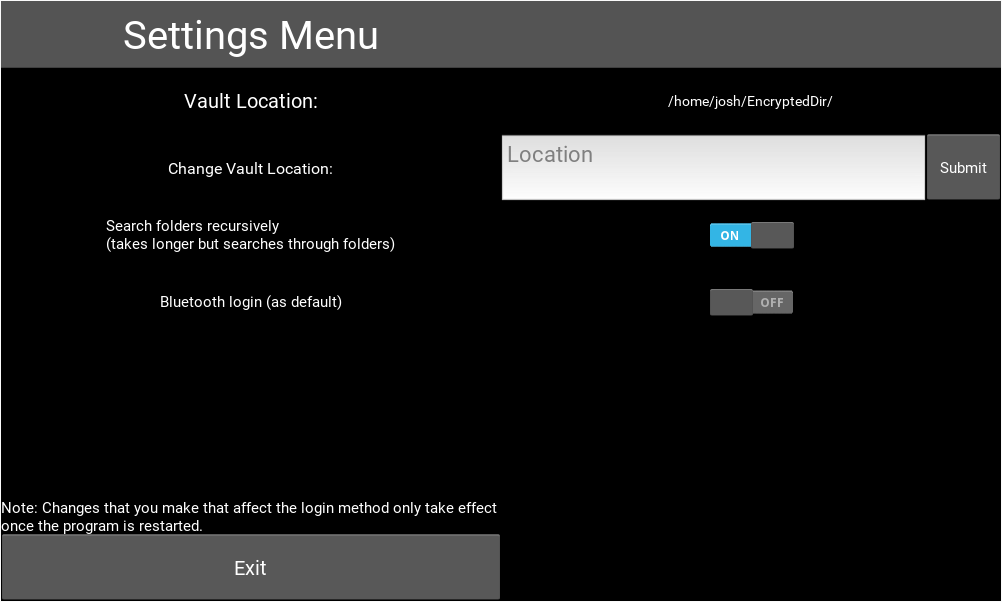 Settings Menu
Vault Location:
/home/josh/EncryptedDir/
Change Vault Location:
Location
Submit
Search folders recursively
(takes longer but searches through folders)
ON
Bluetooth login (as default)
OFF
Note: Changes that you make that affect the login method only take effect
once the program is restarted.
Exit